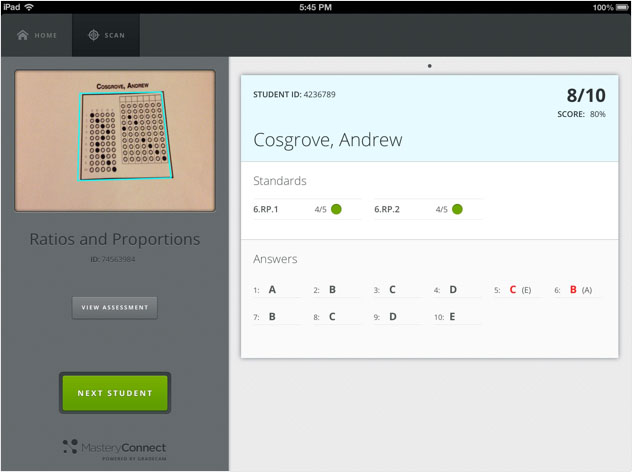 iPad 5:45 PM 100%
HOME SCAN
COSGROVE, ANDREW
Ratios and Proportions
ID: 74563984
VIEW ASSESSMENT
NEXT STUDENT
MasteryConnect
POWERED BY GRADECAM
STUDENT ID: 4236789
8/10
SCORE: 80%
Cosgrove, Andrew
Standards
6.RP.1 4/5 6.RP.2 4/5
Answers
1: A 2: B 3: C 4: D 5: C (E) 6: B (A)
7: B 8: C 9: D 10: E